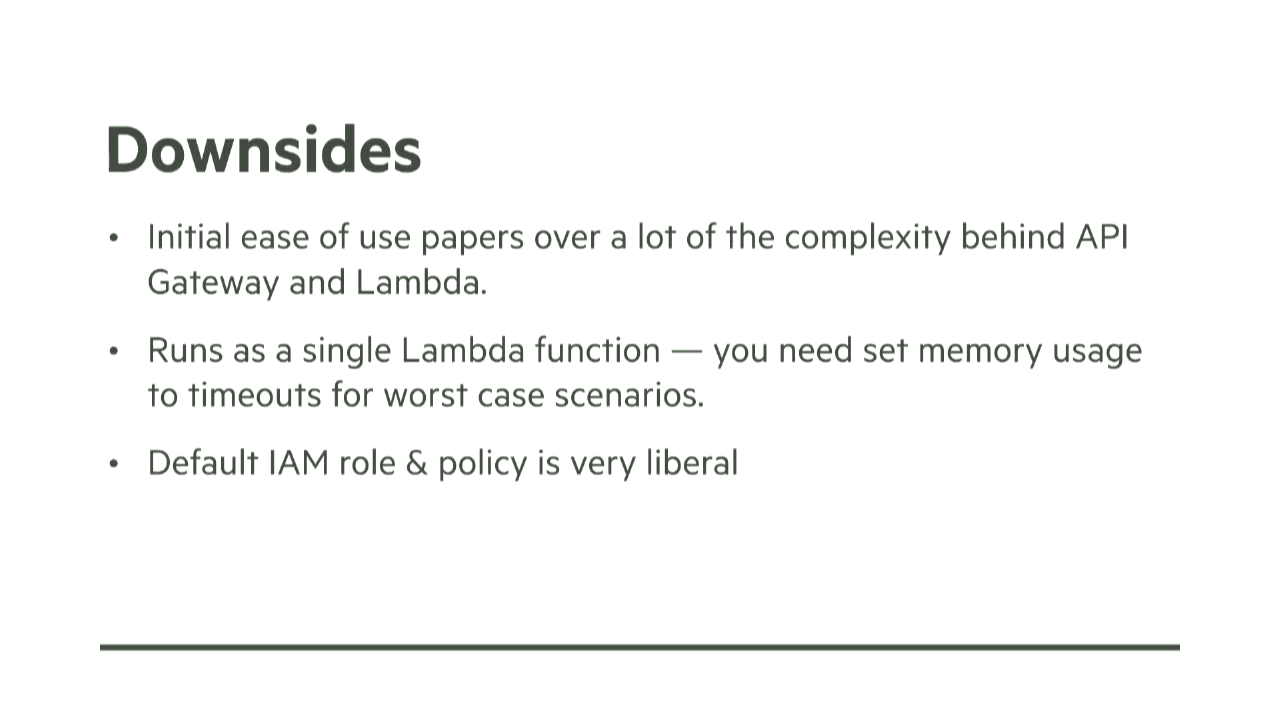 Downsides
• Initial ease of use papers over a lot of the complexity behind API
Gateway and Lambda.
• Runs as a single Lambda function — you need set memory usage
to timeouts for worst case scenarios.
• Default IAM role & policy is very liberal